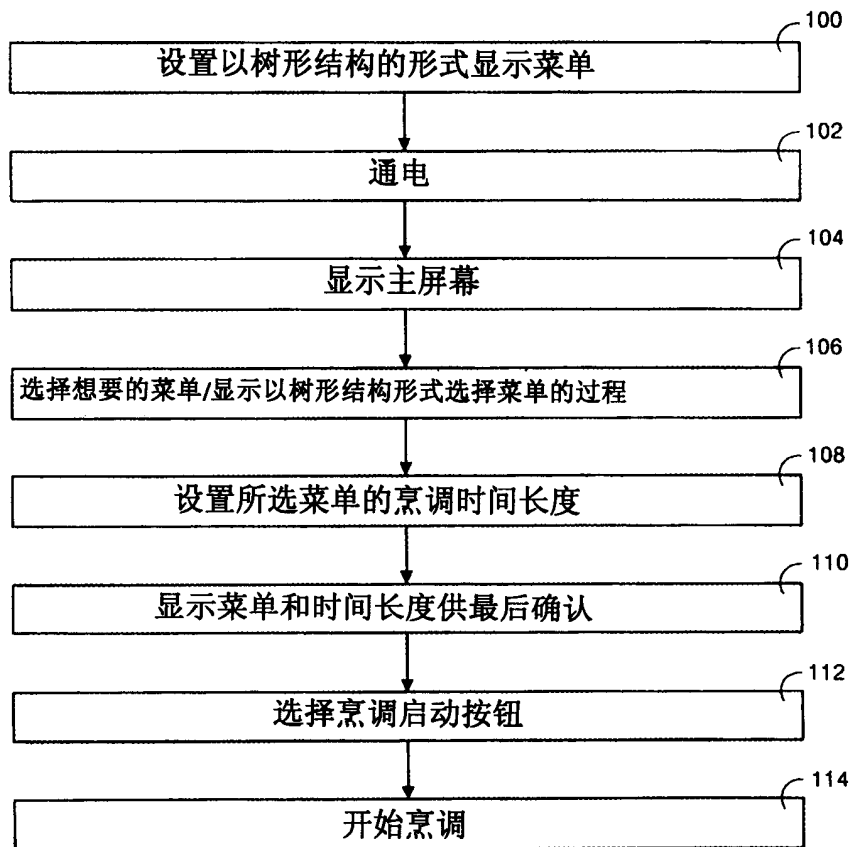 100
设置以树形结构的形式显示菜单
102
通电
104
显示主屏幕
106
选择想要的菜单/显示以树形结构形式选择菜单的过程
108
设置所选菜单的烹调时间长度
110
显示菜单和时间长度供最后确认
112
选择烹调启动按钮
114
开始烹调